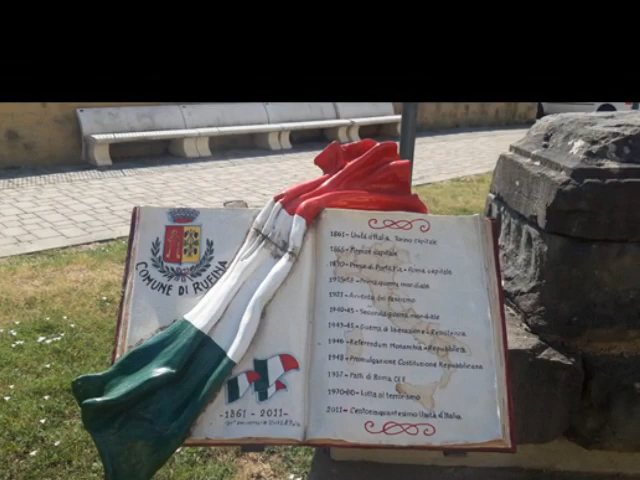 COMUNE DI RUFINA
-1861 - 2011-
1861- Unità d'Italia. Torino capitale
1865- Firenze capitale
1870- Presa di Porta Pia - Roma capitale
1915-18- Prima guerra mondiale
1921- Avvento del fascismo
1940-45- Seconda guerra mondiale
1943-45- Guerra di liberazione - Resistenza
1946- Referendum Monarchia - Repubblica
1948- Promulgazione Costituzione Repubblicana
1957- Patti di Roma CEE
1970-80- Lotta al terrorismo
2011- Centocinquantesimo Unità d'Italia